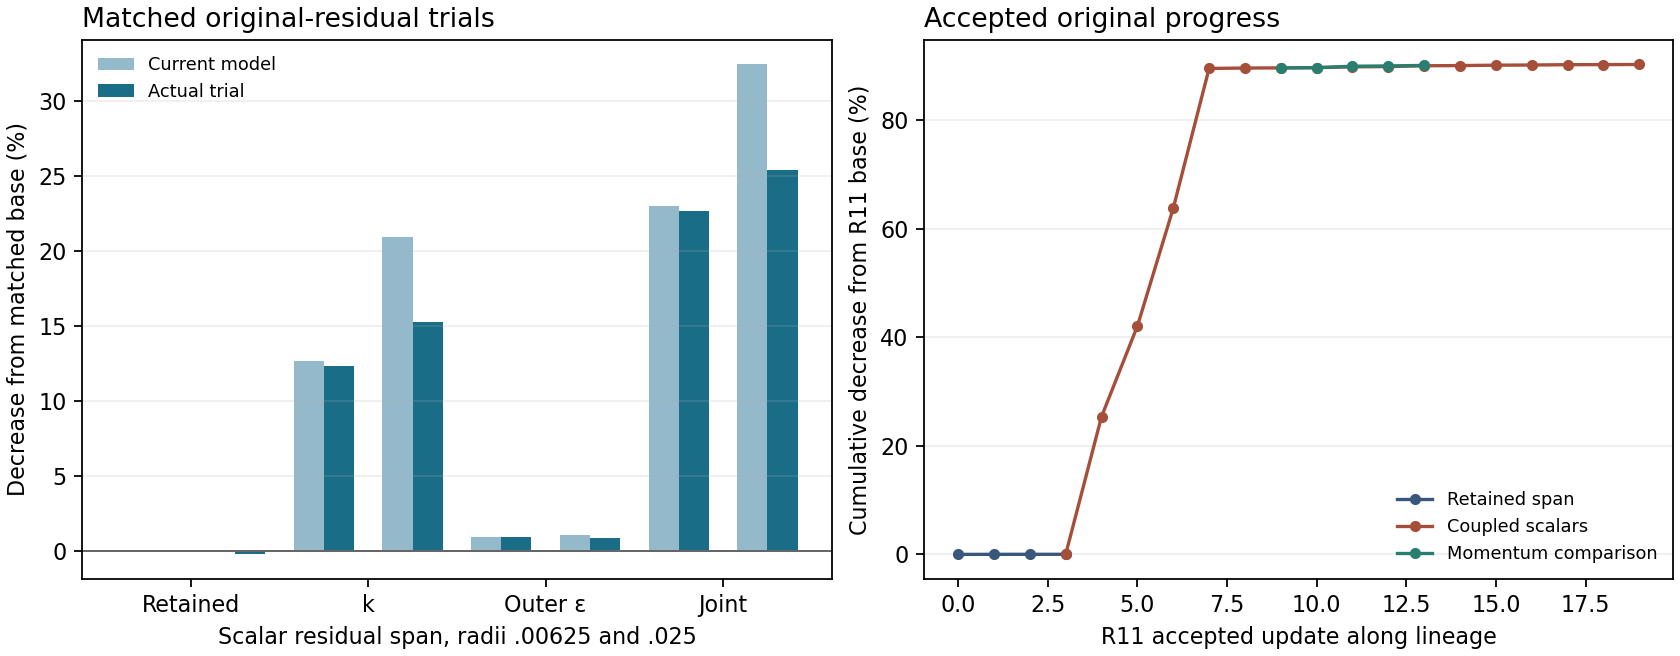 Matched original-residual trials
Current model
Actual trial
Decrease from matched base (%)
30
25
20
15
10
5
0
Retained
k
Outer ε
Joint
Scalar residual span, radii .00625 and .025
Accepted original progress
Cumulative decrease from R11 base (%)
80
60
40
20
0
Retained span
Coupled scalars
Momentum comparison
0.0
2.5
5.0
7.5
10.0
12.5
15.0
17.5
R11 accepted update along lineage